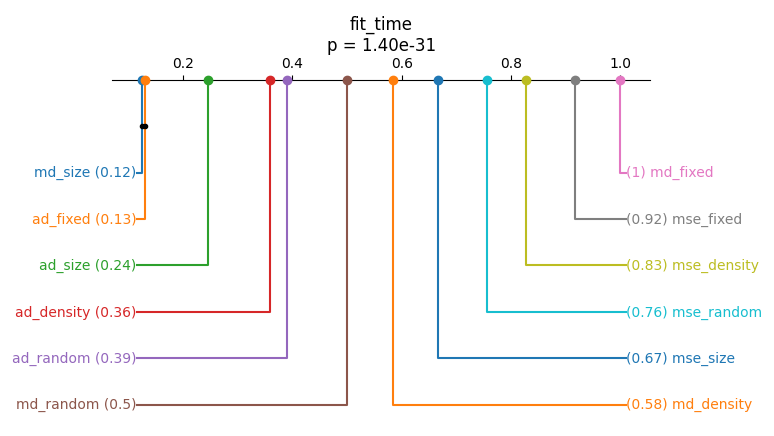 fit_time
p = 1.40e-31
0.2 0.4 0.6 0.8 1.0
md_size (0.12) (1) md_fixed
ad_fixed (0.13) (0.92) mse_fixed
ad_size (0.24) (0.83) mse_density
ad_density (0.36) (0.76) mse_random
ad_random (0.39) (0.67) mse_size
md_random (0.5) (0.58) md_density